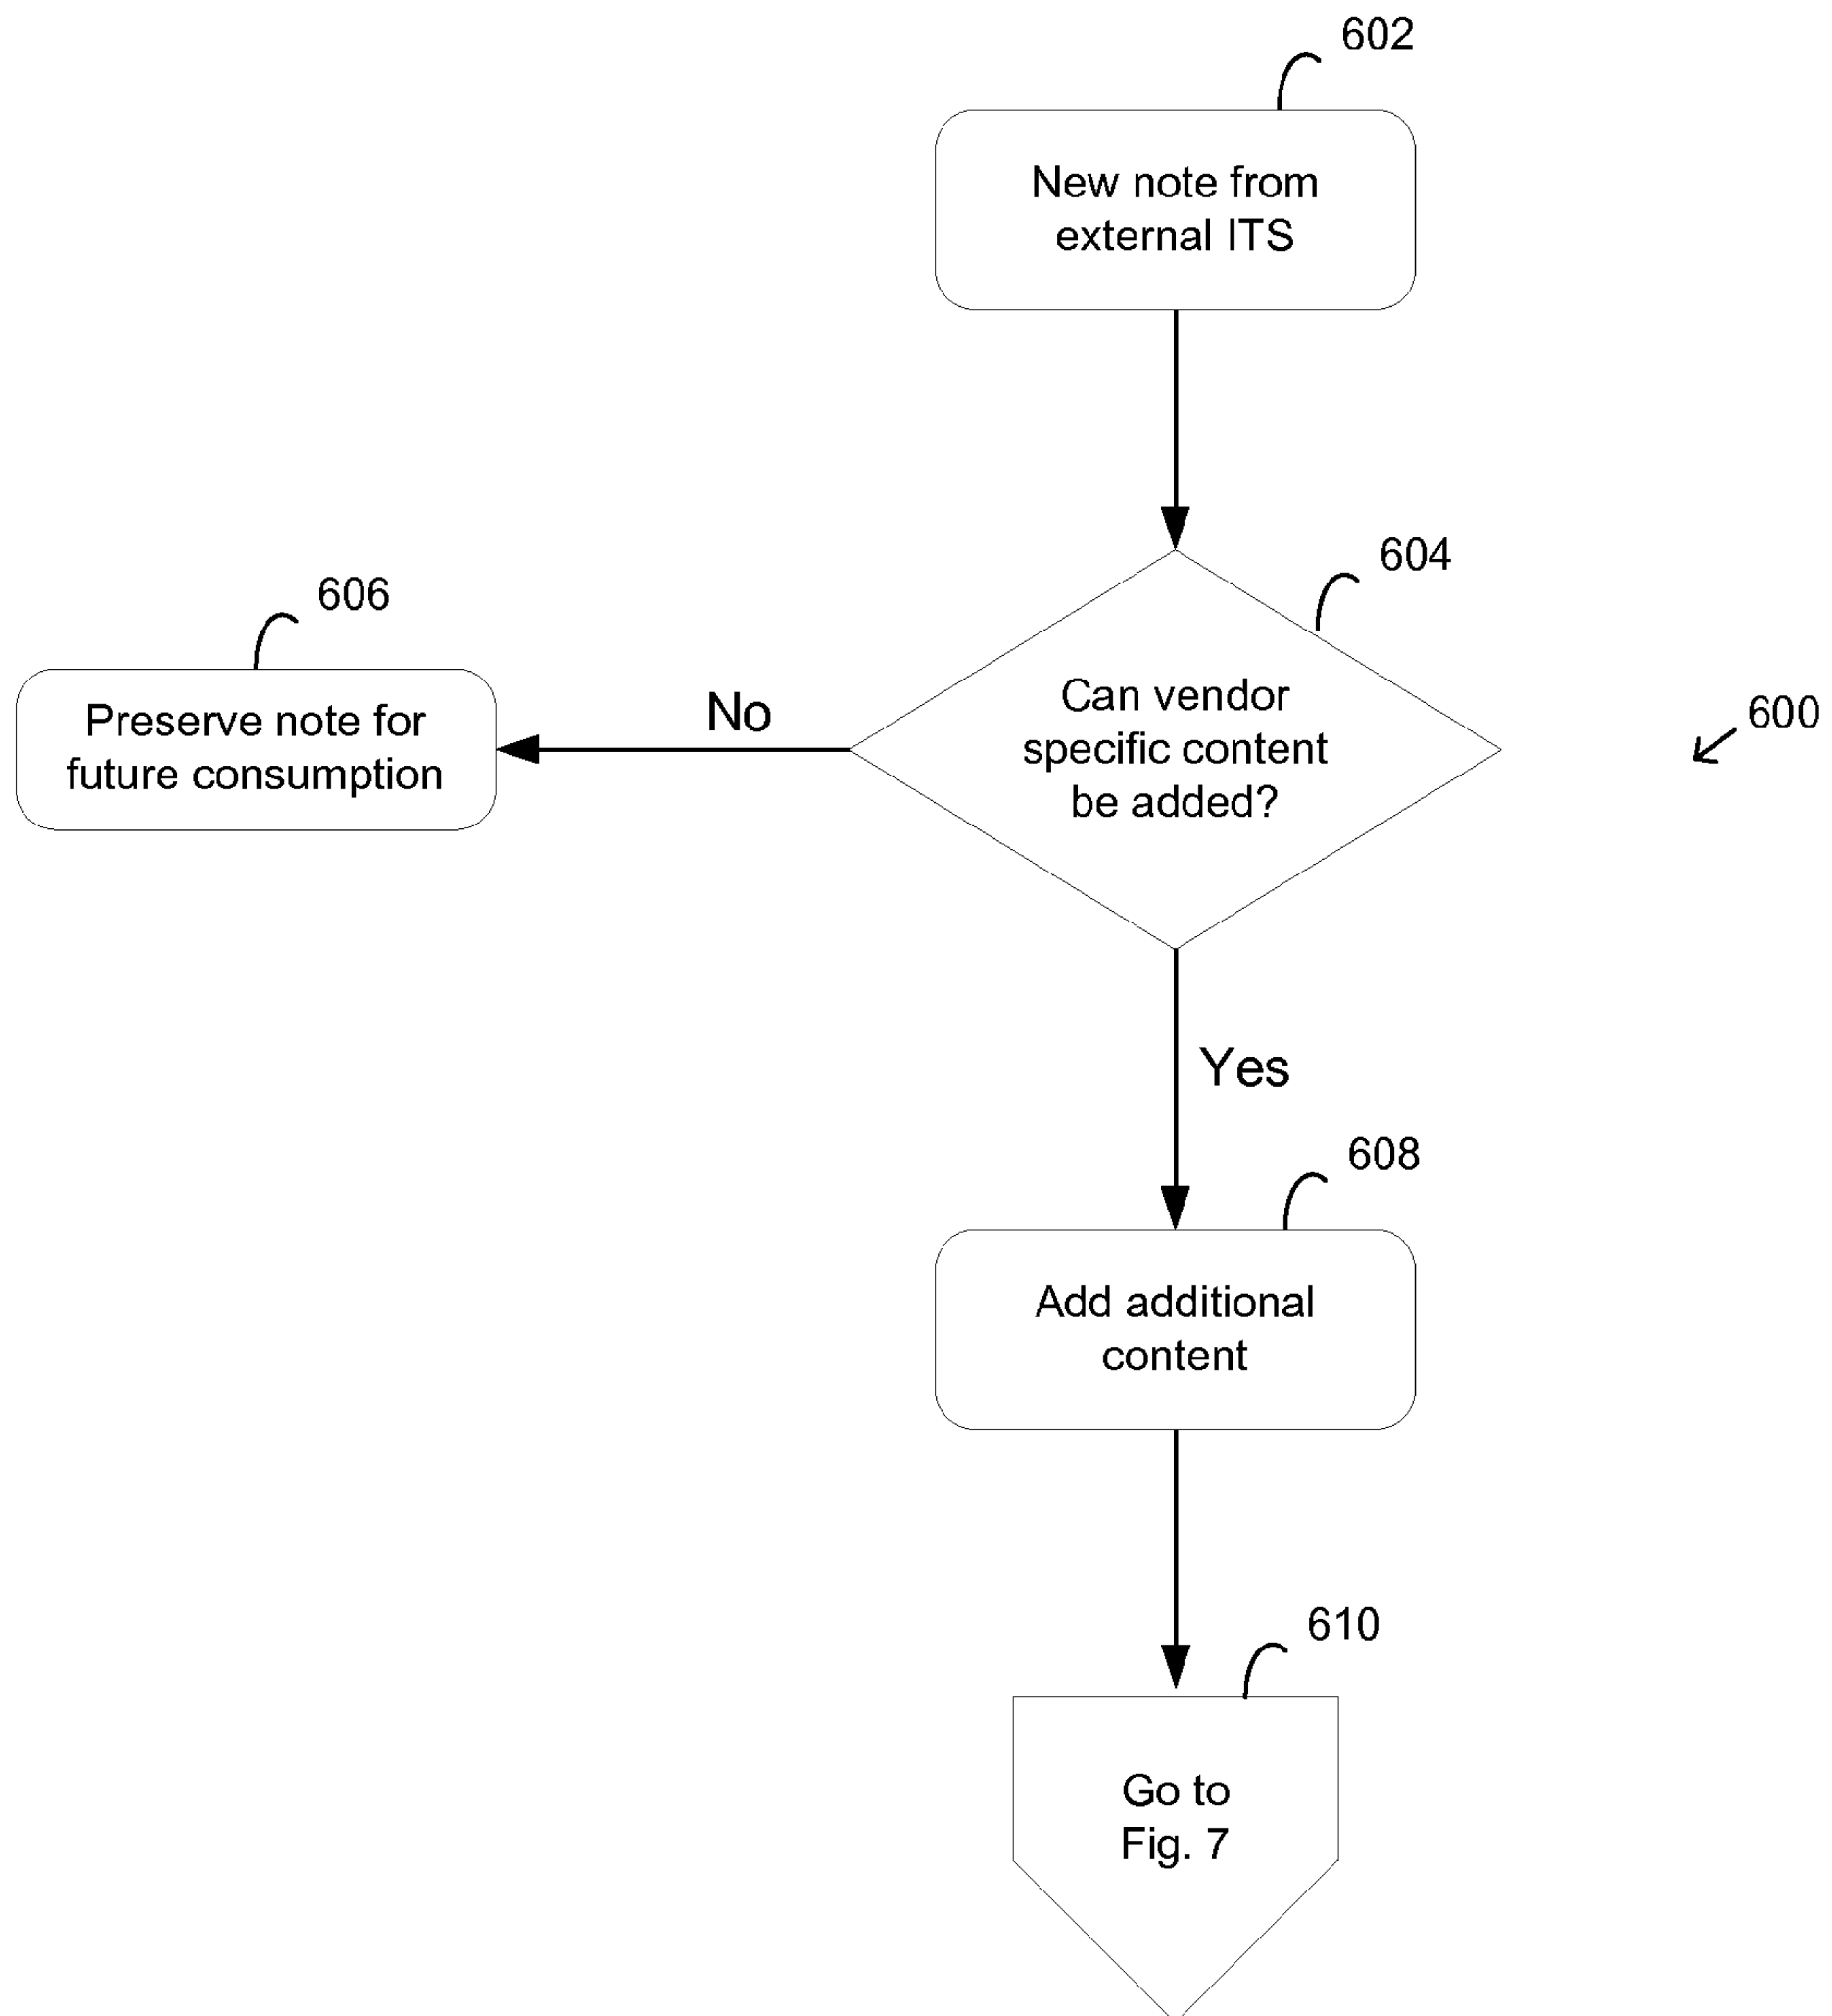 602
New note from
external ITS
604
606
Can vendor
specific content
be added?
No
Preserve note for
future consumption
600
Yes
608
Add additional
content
610
Go to
Fig. 7